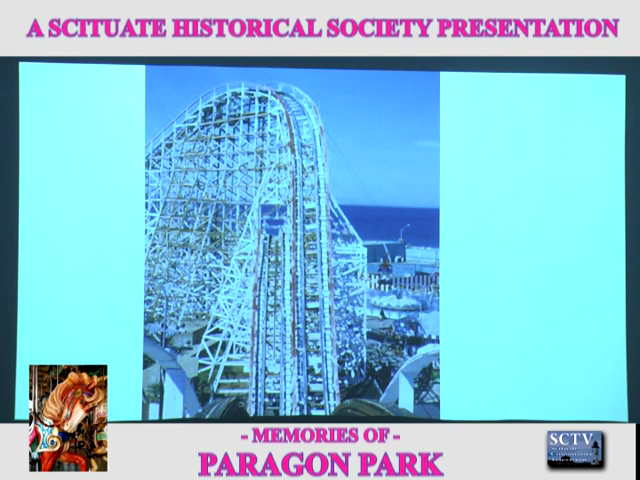 A SCITUATE HISTORICAL SOCIETY PRESENTATION
- MEMORIES OF -
PARAGON PARK
SCTV